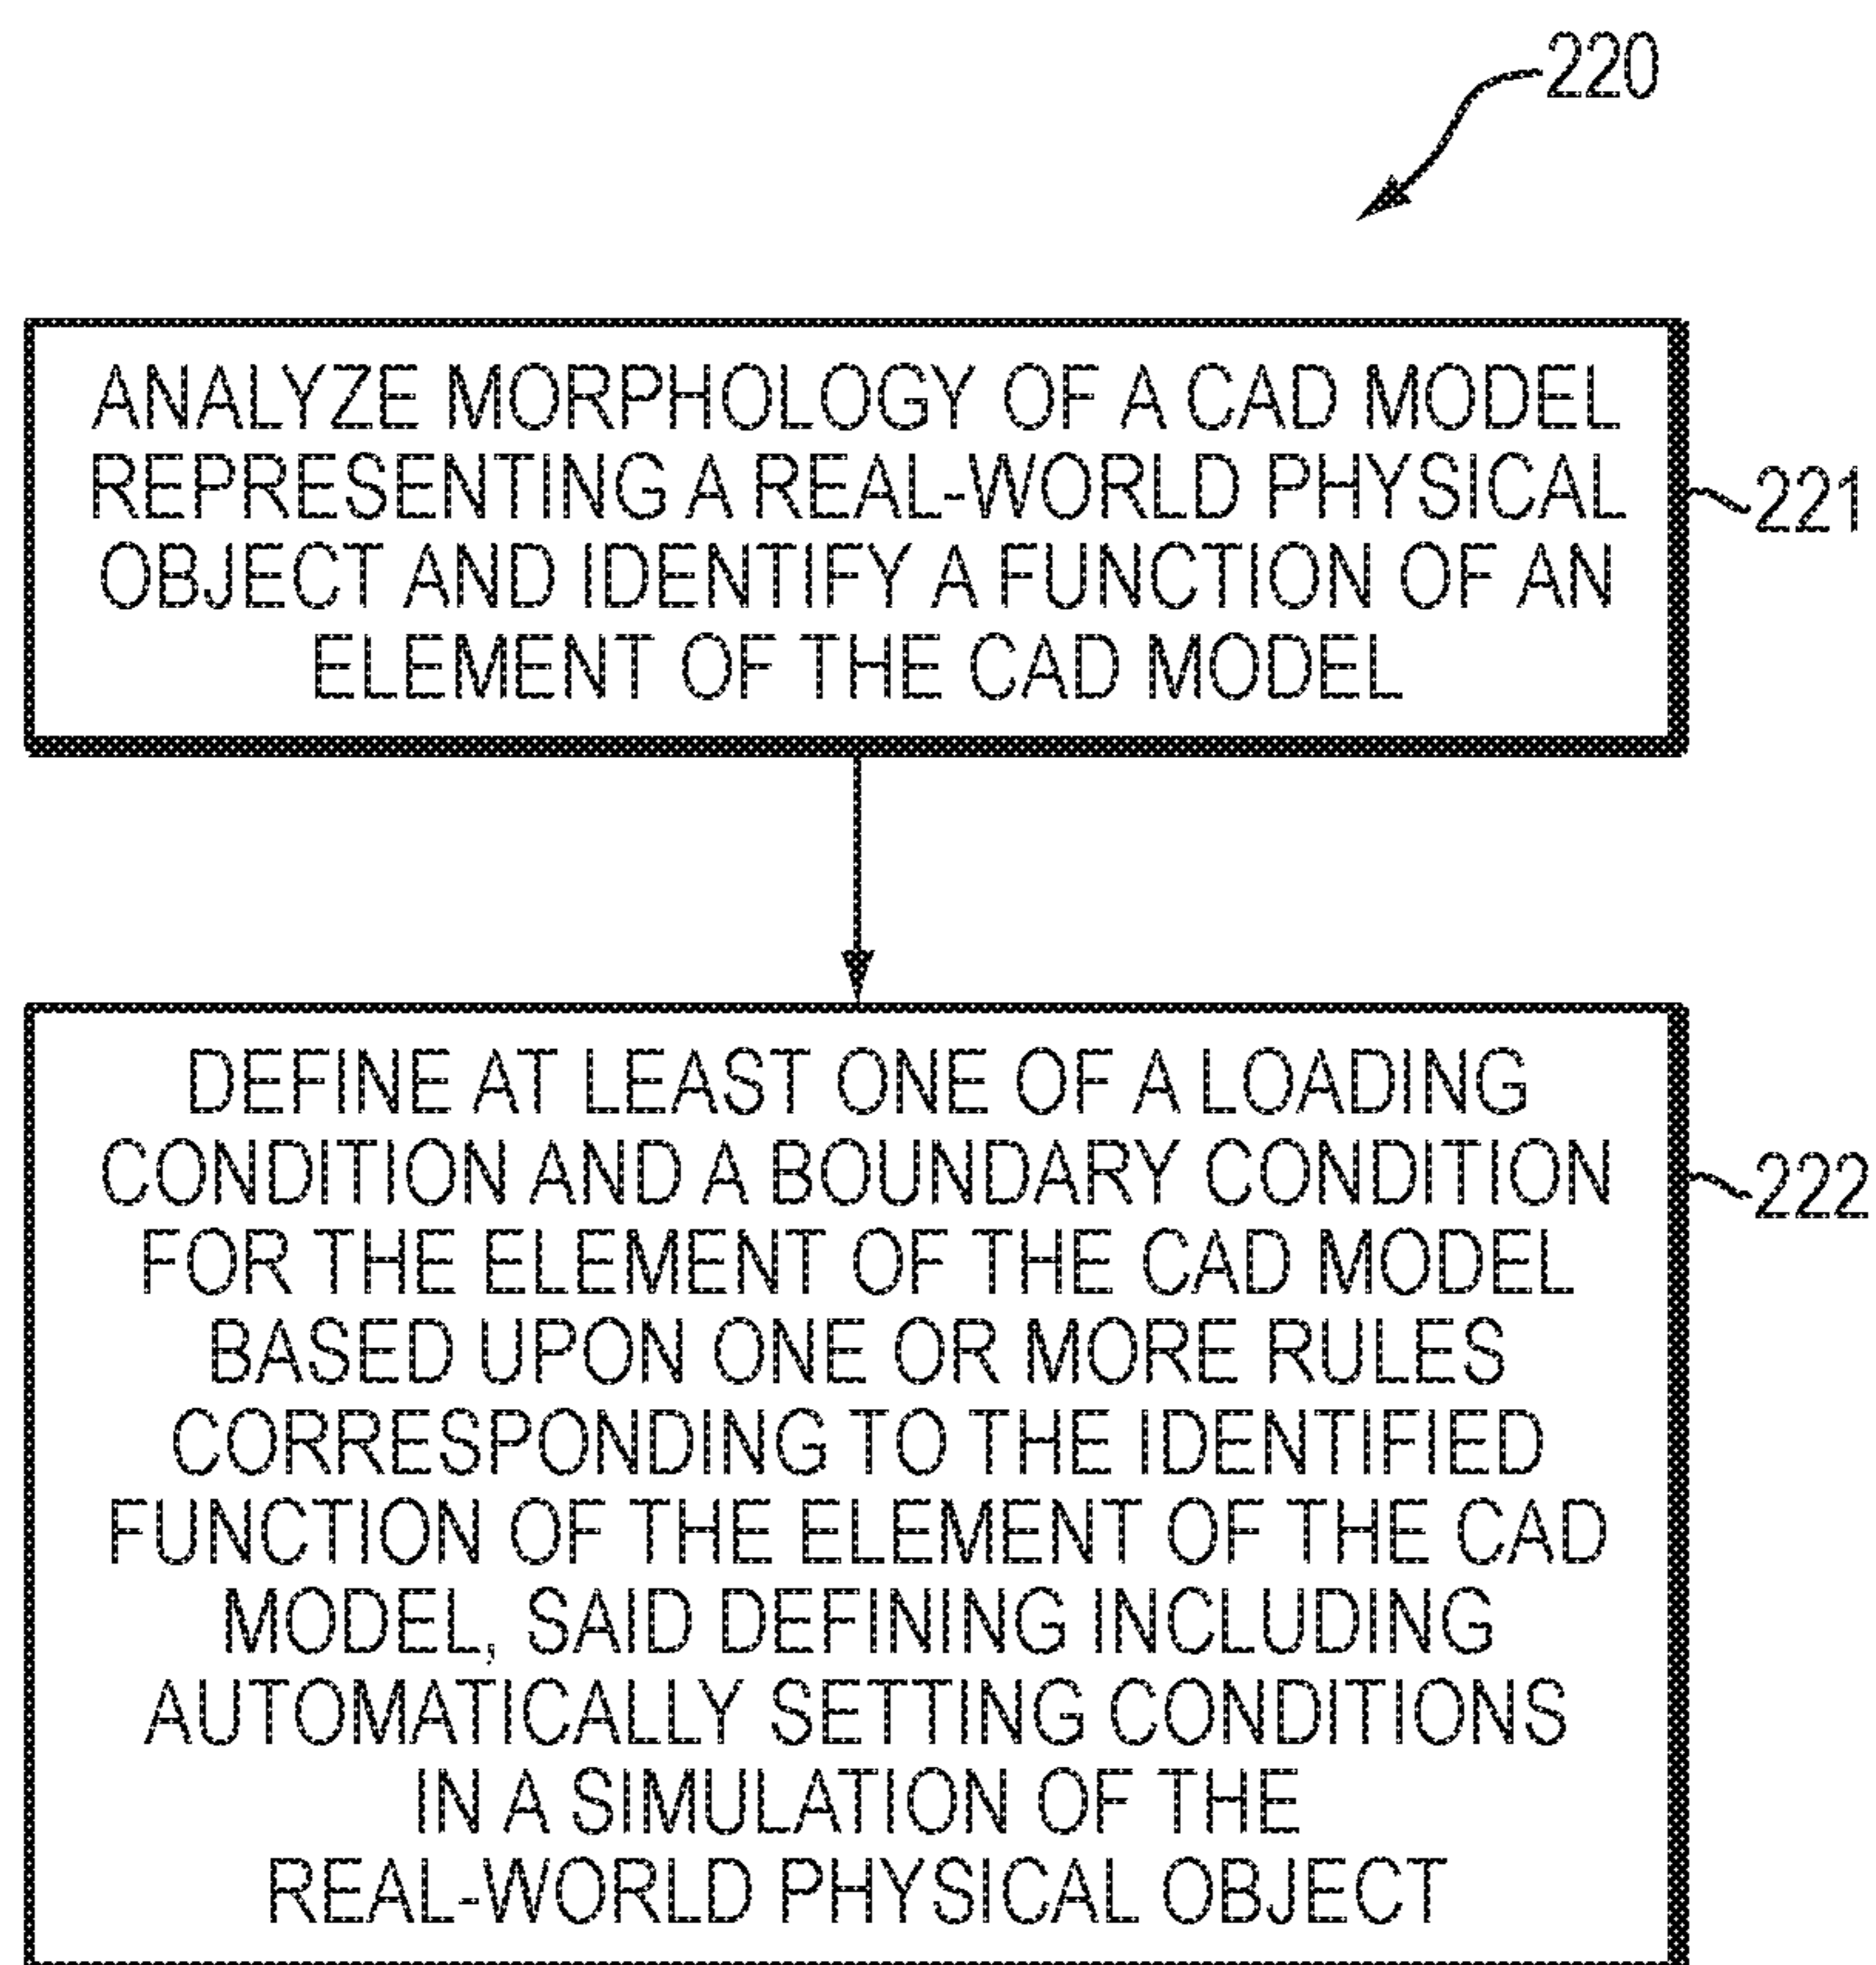 220
ANALYZE MORPHOLOGY OF A CAD MODEL
REPRESENTING A REAL-WORLD PHYSICAL
OBJECT AND IDENTIFY A FUNCTION OF AN
ELEMENT OF THE CAD MODEL
221
DEFINE AT LEAST ONE OF A LOADING
CONDITION AND A BOUNDARY CONDITION
FOR THE ELEMENT OF THE CAD MODEL
BASED UPON ONE OR MORE RULES
CORRESPONDING TO THE IDENTIFIED
FUNCTION OF THE ELEMENT OF THE CAD
MODEL, SAID DEFINING INCLUDING
AUTOMATICALLY SETTING CONDITIONS
IN A SIMULATION OF THE
REAL-WORLD PHYSICAL OBJECT
222